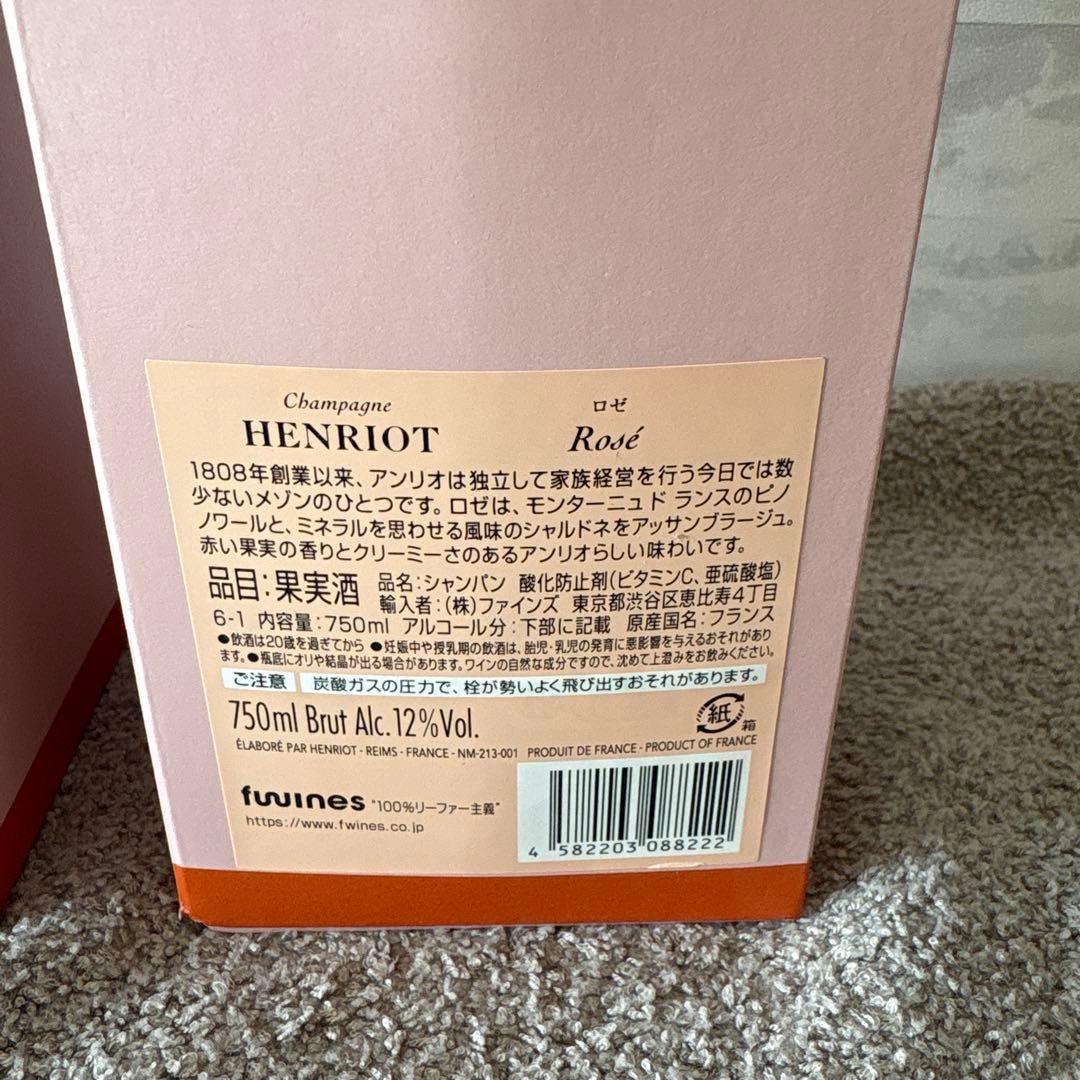 Champagne ロゼ
HENRIOT Rosé
1808年創業以来、アンリオは独立して家族経営を行う今日では数
少ないメゾンのひとつです。ロゼは、モンターニュド ランスのピノ
ノワールと、ミネラルを思わせる風味のシャルドネをアッサンブラージュ。
赤い果実の香りとクリーミーさのあるアンリオらしい味わいです。
品目：果実酒 品名：シャンパン 酸化防止剤(ビタミンC、亜硫酸塩)
輸入者：(株)ファインズ 東京都渋谷区恵比寿4丁目
6-1 内容量：750ml アルコール分：下部に記載 原産国名：フランス
●飲酒は20歳を過ぎてから ●妊娠中や授乳期の飲酒は、胎児・乳児の発育に悪影響を与えるおそれがあり
ます。●瓶底にオリや結晶が出る場合があります。ワインの自然な成分ですので、沈めて上澄みをお飲みください。
ご注意 炭酸ガスの圧力で、栓が勢いよく飛び出すおそれがあります。
750ml Brut Alc. 12%Vol. 紙 箱
ÉLABORÉ PAR HENRIOT - REIMS - FRANCE - NM-213-001 PRODUIT DE FRANCE - PRODUCT OF FRANCE
fwines "100%リーファー主義"
https://www.fwines.co.jp
4 582203 088222